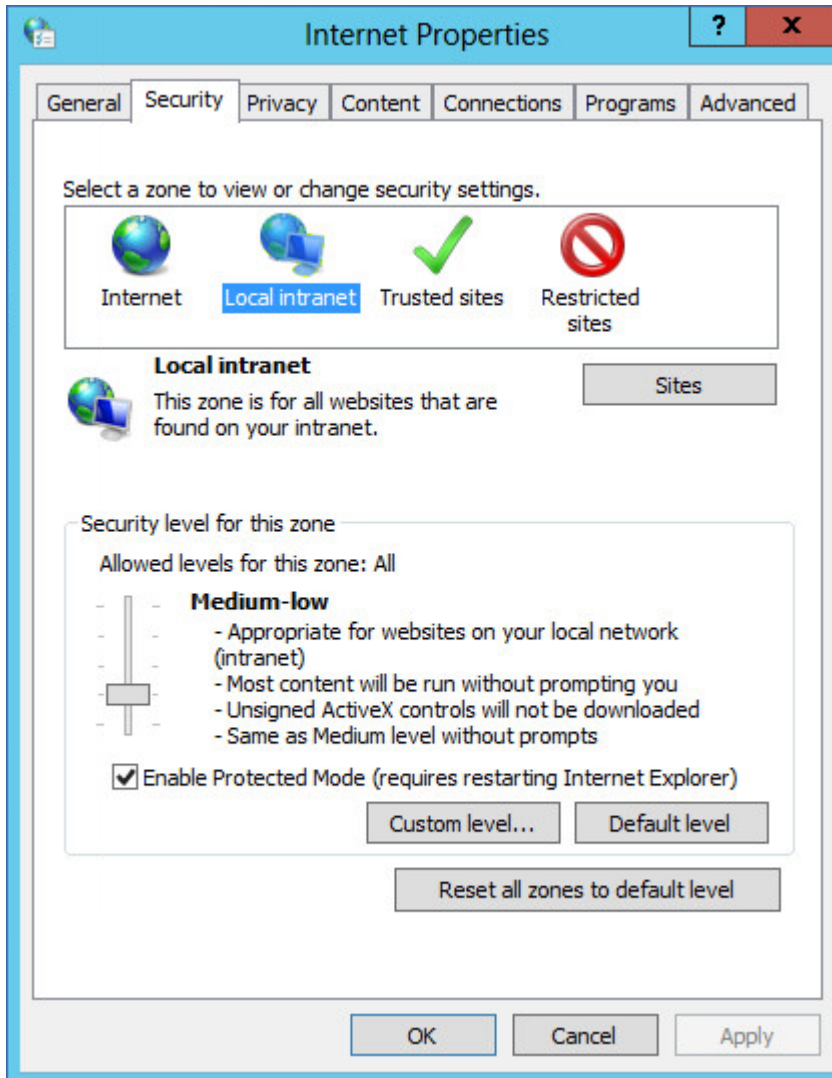 Internet Properties
?
x
General
Security
Privacy
Content
Connections
Programs
Advanced
Select a zone to view or change security settings.
Internet
Local intranet
Trusted sites
Restricted
sites
Local intranet
This zone is for all websites that are
found on your intranet.
Sites
Security level for this zone
Allowed levels for this zone: All
Medium-low
- Appropriate for websites on your local network
(intranet)
- Most content will be run without prompting you
- Unsigned ActiveX controls will not be downloaded
- Same as Medium level without prompts
Enable Protected Mode (requires restarting Internet Explorer)
Custom level...
Default level
Reset all zones to default level
OK
Cancel
Apply